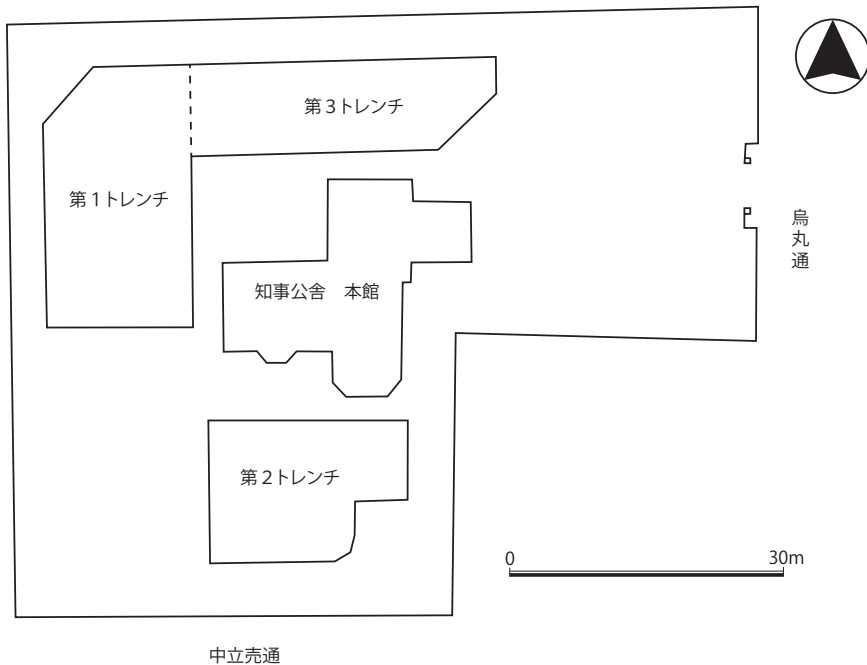 第３トレンチ
第１トレンチ
烏丸通
知事公舎　本館
第２トレンチ
0
30m
中立売通